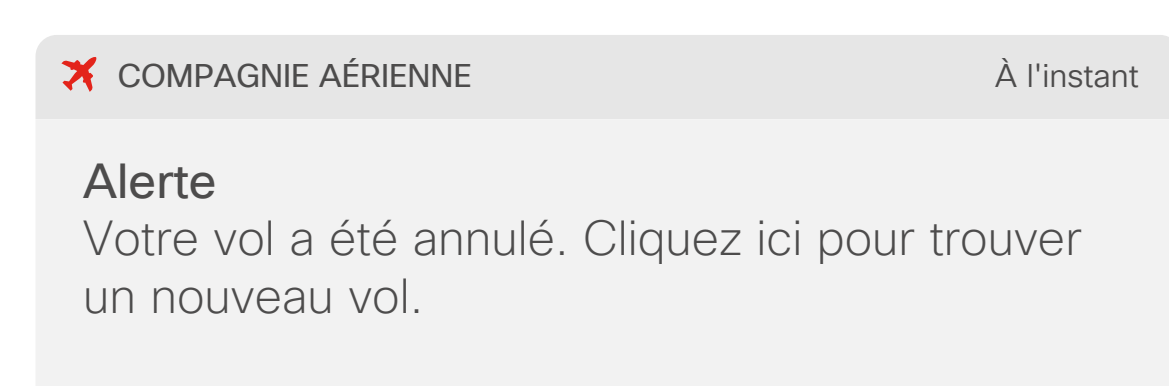 COMPAGNIE AÉRIENNE À l'instant
Alerte
Votre vol a été annulé. Cliquez ici pour trouver
un nouveau vol.